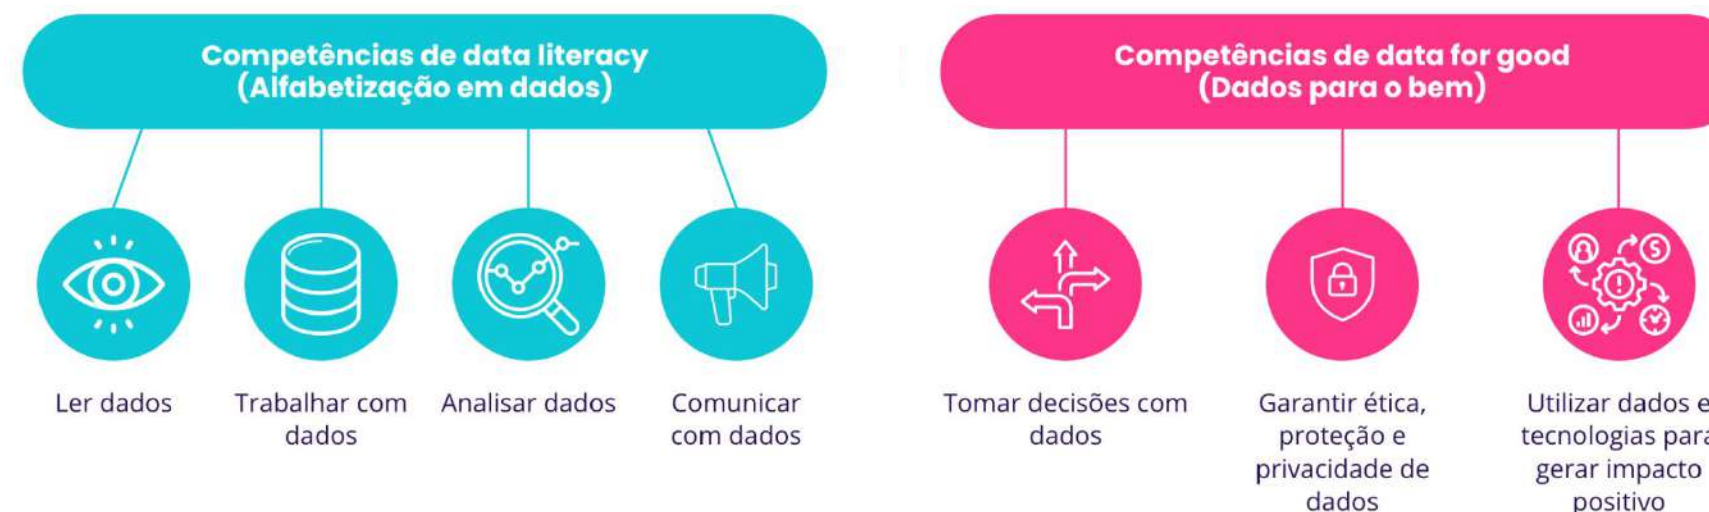 Competências de data literacy
(Alfabetização em dados)
Competências de data for good
(Dados para o bem)
Ler dados
Trabalhar com
dados
Analisar dados
Comunicar
com dados
Tomar decisões com
dados
Garantir ética,
proteção e
privacidade de
dados
Utilizar dados e
tecnologias para
gerar impacto
positivo